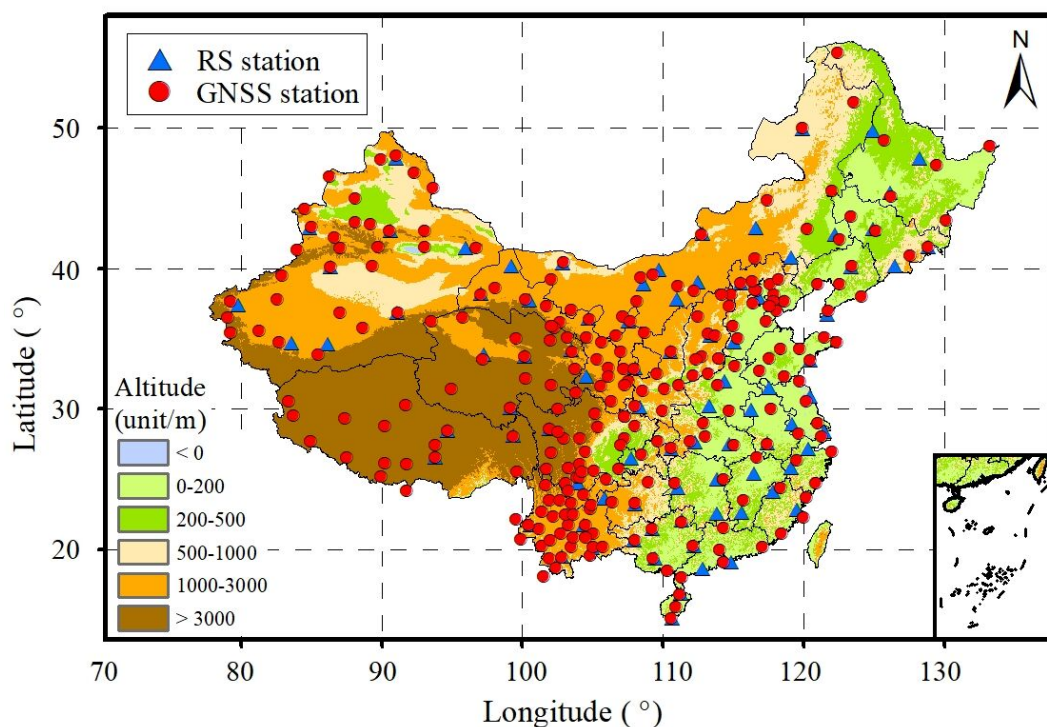 RS station
GNSS station
N
50
40
30
20
Latitude ( °)
Altitude
(unit/m)
< 0
0-200
200-500
500-1000
1000-3000
> 3000
70
80
90
100
110
120
130
Longitude ( °)